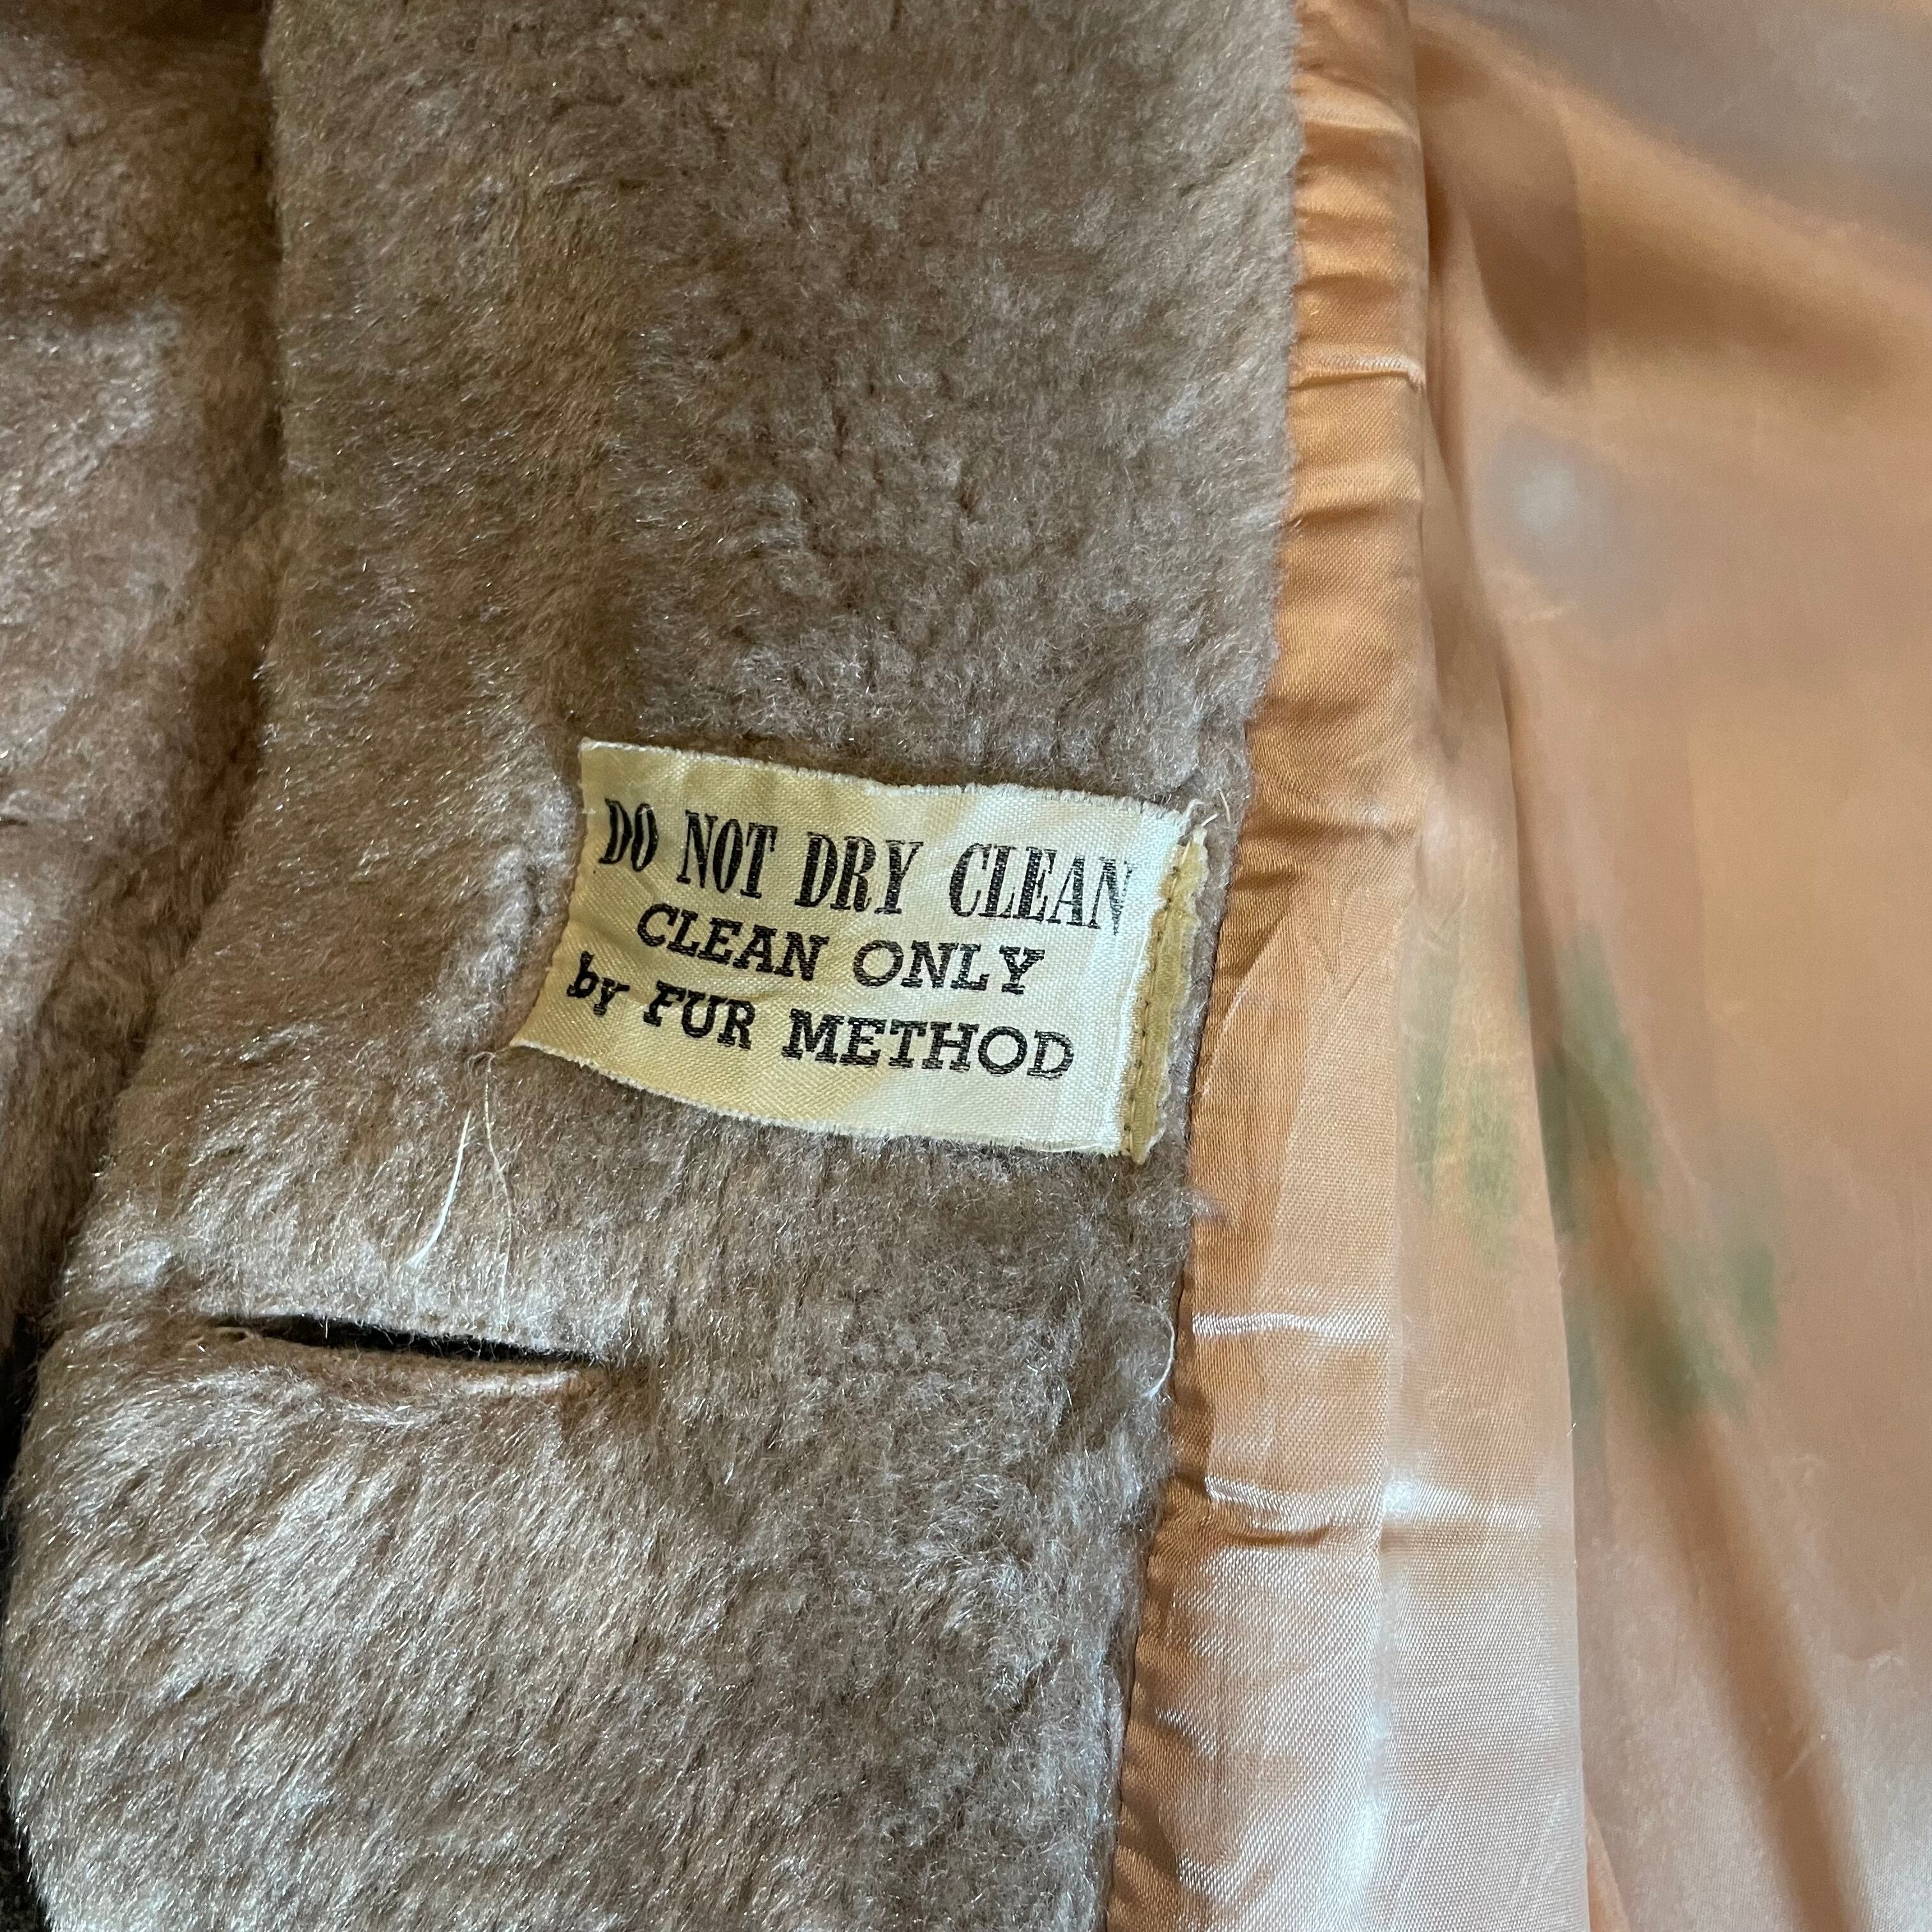 DO NOT DRY CLEAN
CLEAN ONLY
by FUR METHOD